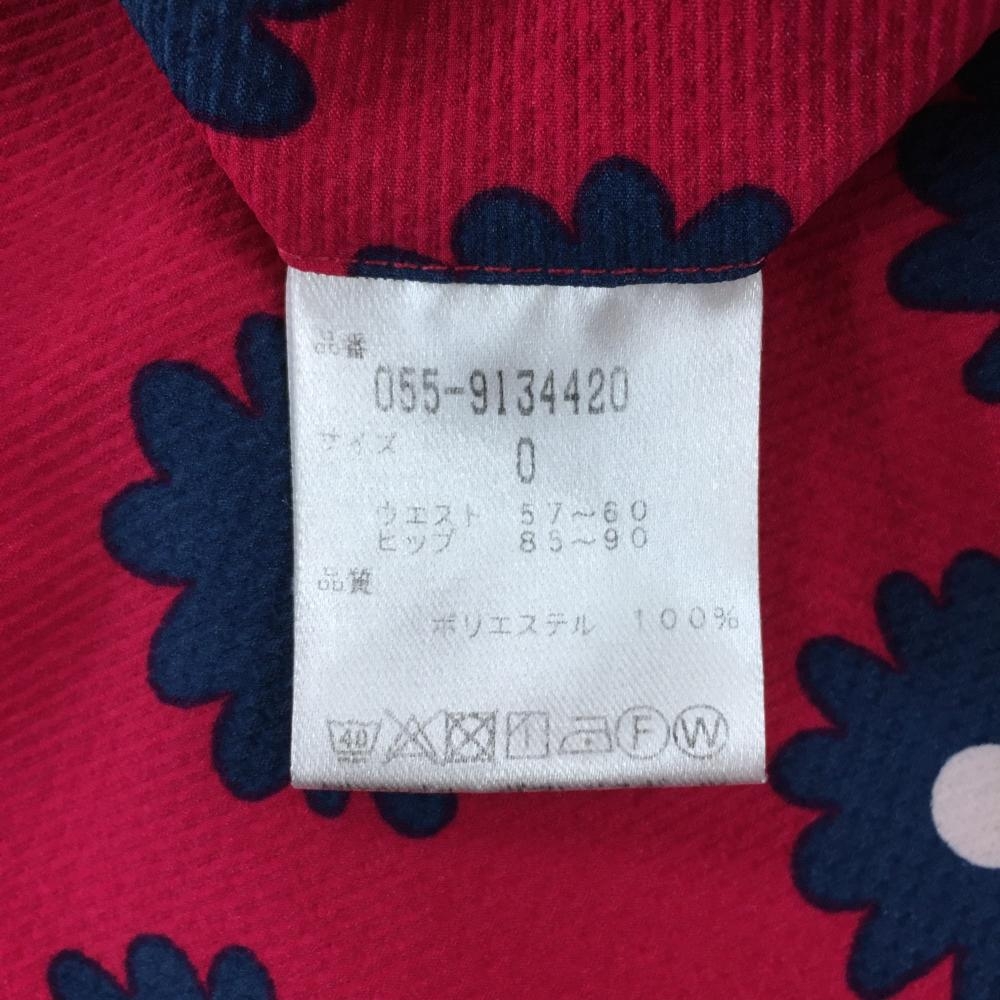 品番
055-9134420
サイズ 0
ウエスト 57〜60
ヒップ 85〜90
品質
ポリエステル 100%
40 F W